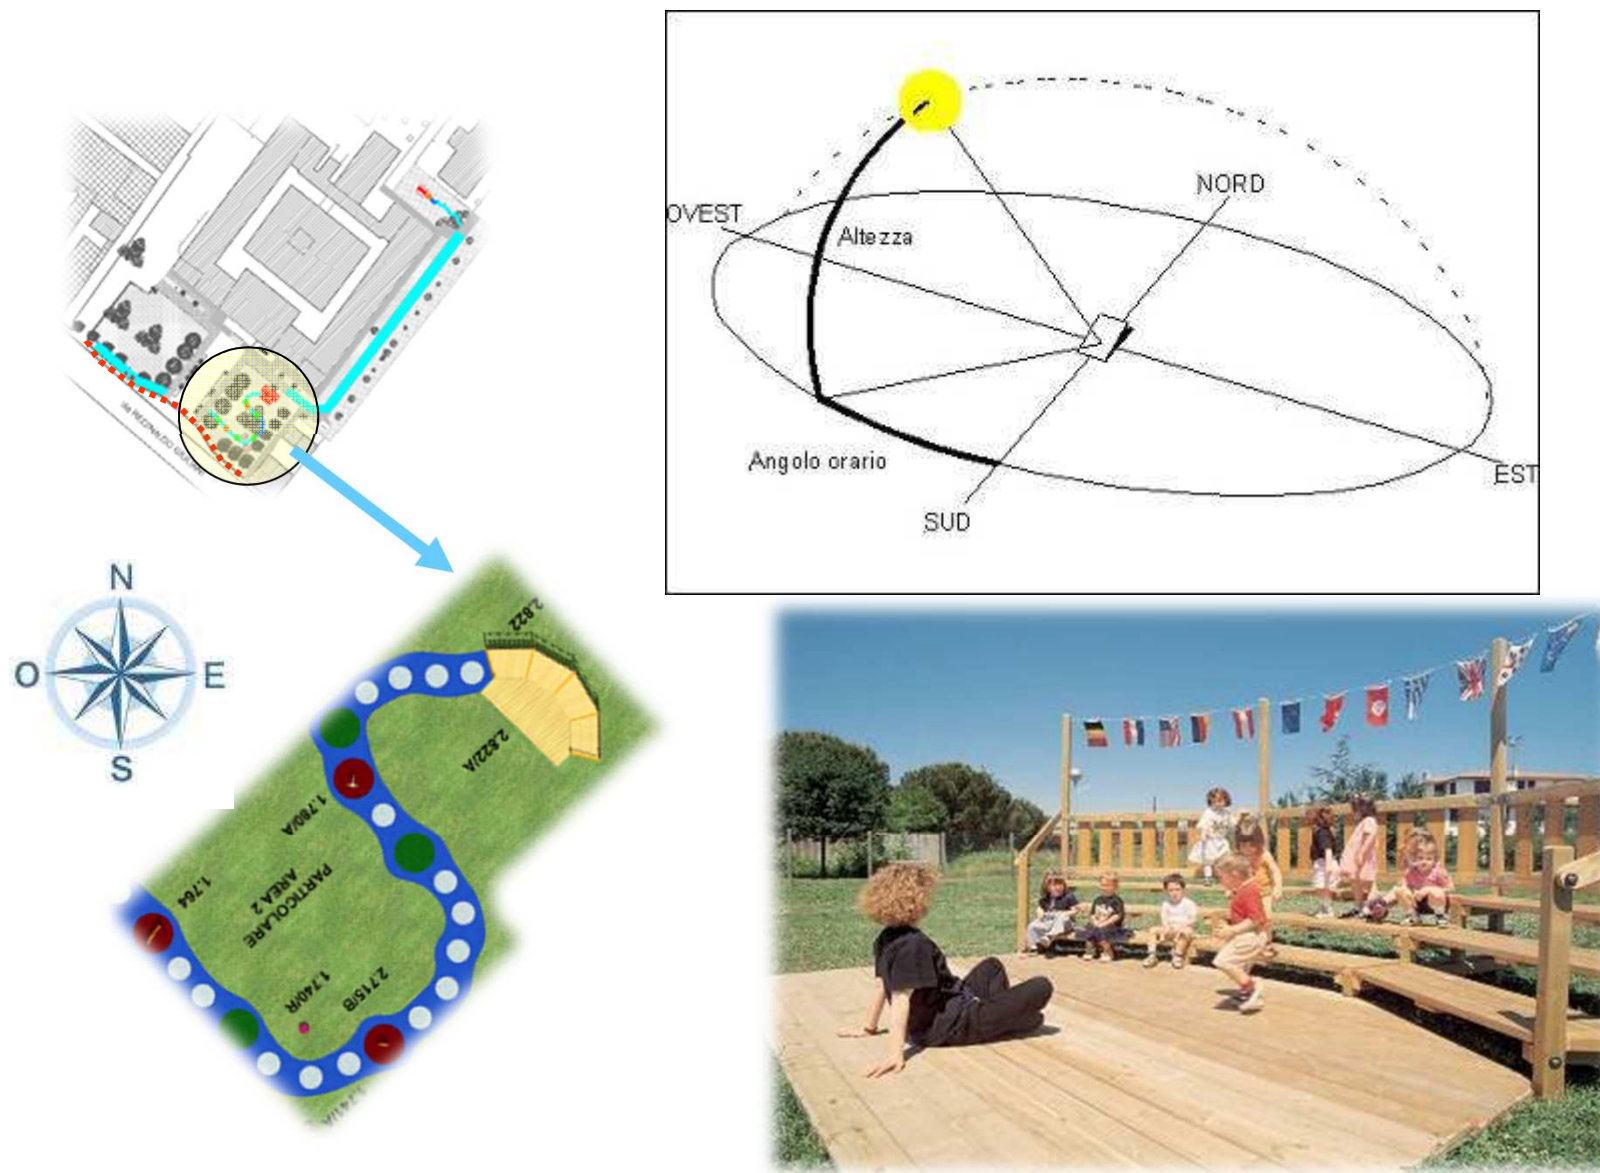 NORD
OVEST
Altezza
Angolo orario
EST
SUD
N
O
E
S
2.822
2.822/A
1.780/A
1.764
PARTICOLARE
AREA 2
2.715/B
1.740/R